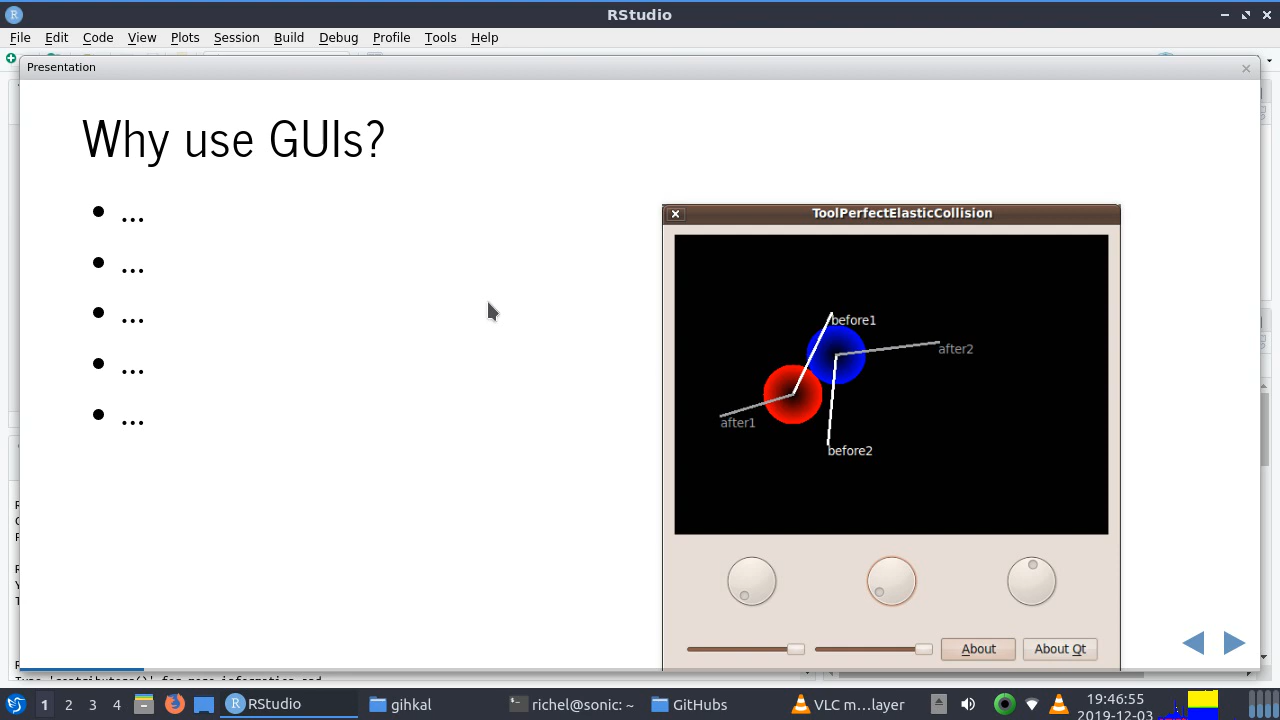 RStudio
File Edit Code View Plots Session Build Debug Profile Tools Help
Presentation
Why use GUIs?
...
...
...
...
...
ToolPerfectElasticCollision
before1
after2
after1
before2
About About Qt
1 2 3 4 RStudio gihkal richel@sonic: ~ GitHubs VLC m...layer 19:46:55
2019-12-03